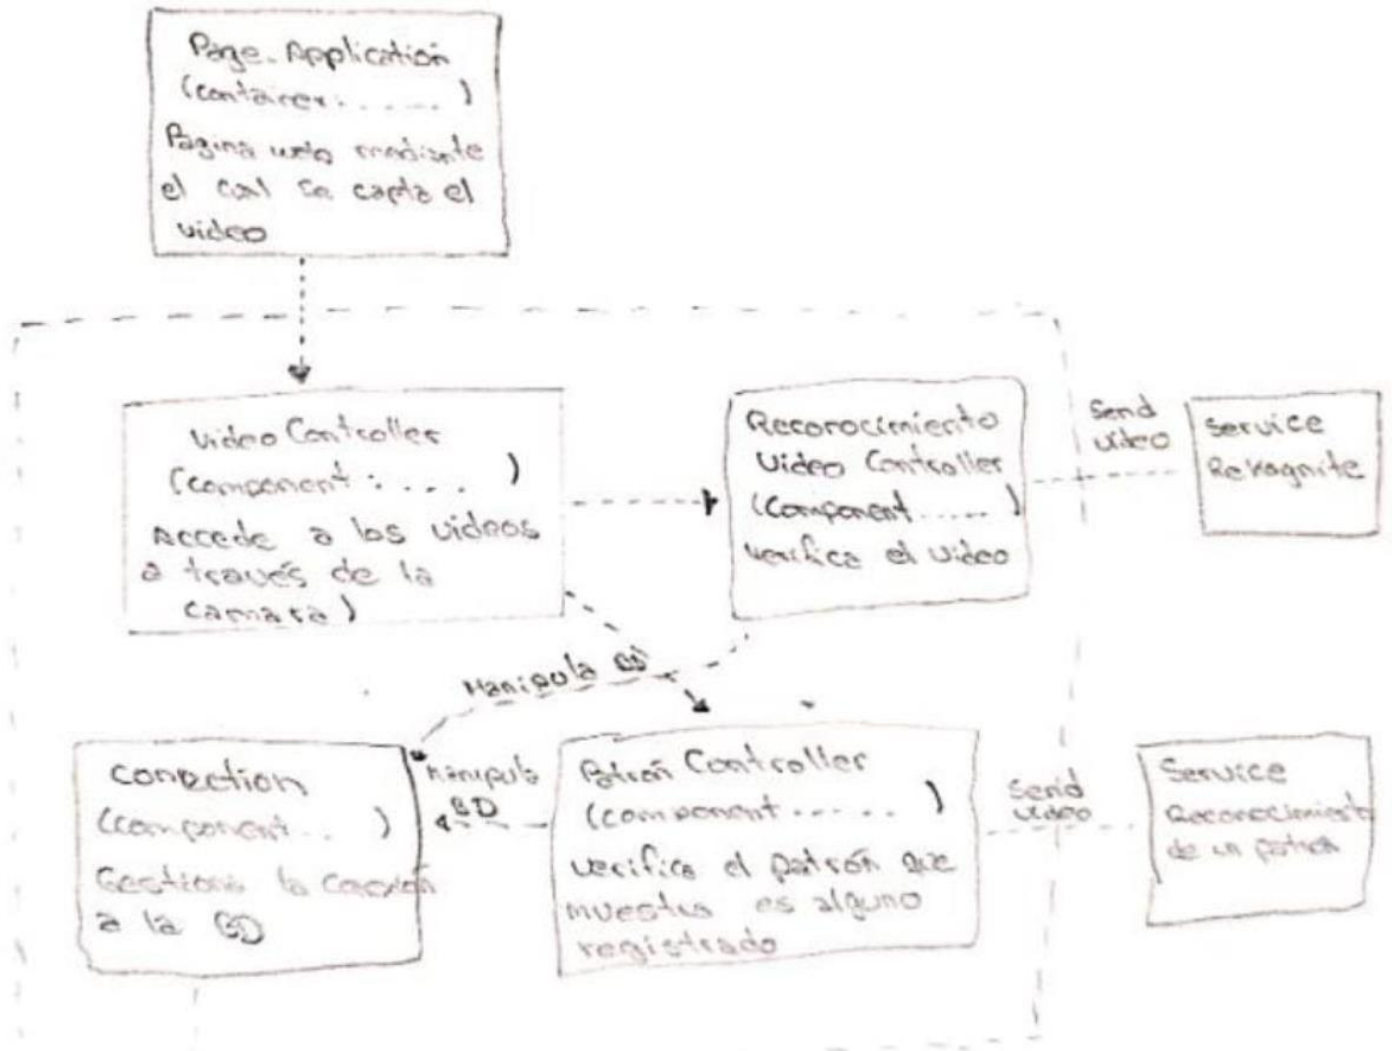 Page. Application
(container: ...... )
Pagina web mediante
el cual se capta el
video
Video Controller
(component : .... )
Accede a los videos
a través de la
camara)
Reconocimiento
Video Controller
(Component ..... )
Verifica el video
Send
video
Service
Rekognite
Manipula BD
Conection
(component .. )
Gestiona la conexión
a la BD
Manipula
BD
Patrón Controller
(component ...... )
Verifica el patrón que
muestra es alguno
registrado
Send
video
Service
Reconocimiento
de un patrón